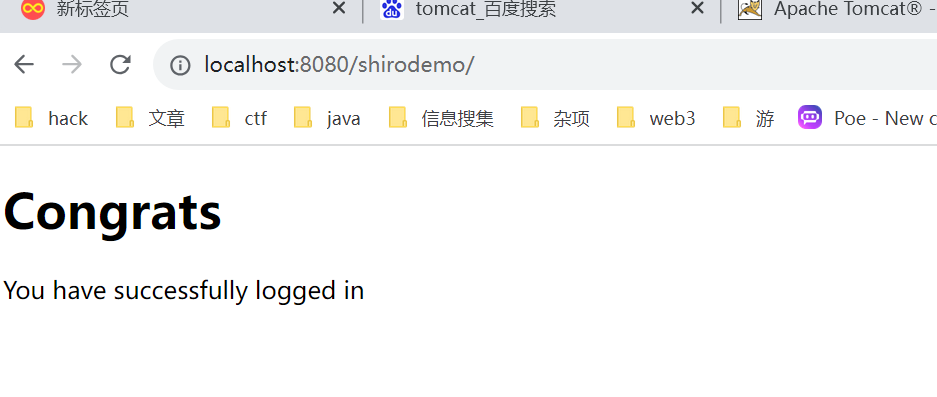 新标签页 tomcat_百度搜索 Apache Tomcat® -
localhost:8080/shirodemo/
hack 文章 ctf java 信息搜集 杂项 web3 游 Poe - New c
Congrats
You have successfully logged in